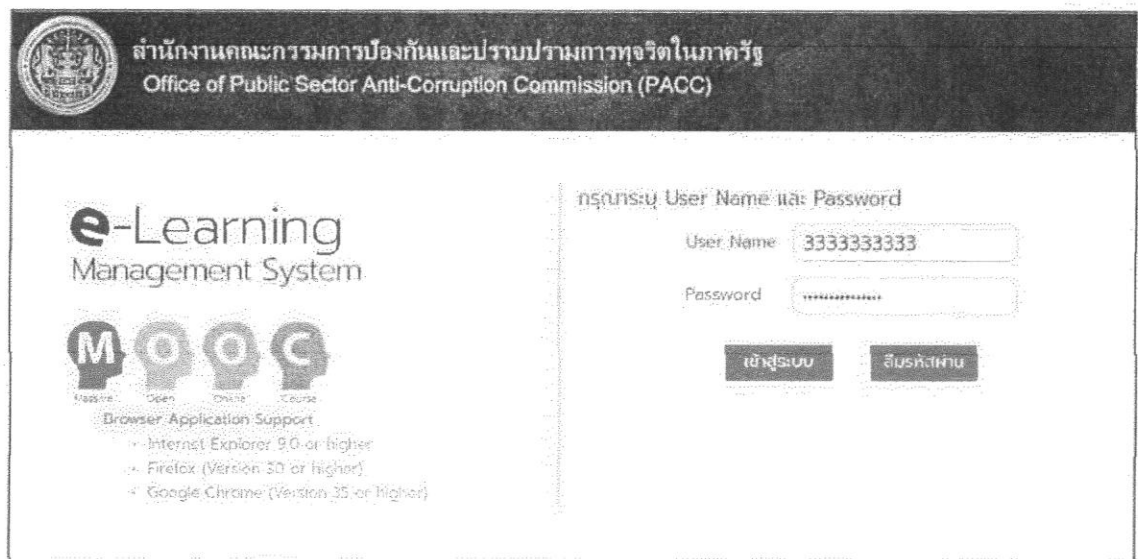 สำนักงานคณะกรรมการป้องกันและปราบปรามการทุจริตในภาครัฐ
Office of Public Sector Anti-Corruption Commission (PACC)
e-Learning
Management System
MOOC
Massive Open Online Course
Browser Application Support
Internet Explorer 9.0 or higher
Firefox (Version 30 or higher)
Google Chrome (Version 35 or higher)
กรุณาระบุ User Name และ Password
User Name 3333333333
Password ••••••••••••••
เข้าสู่ระบบ ลืมรหัสผ่าน